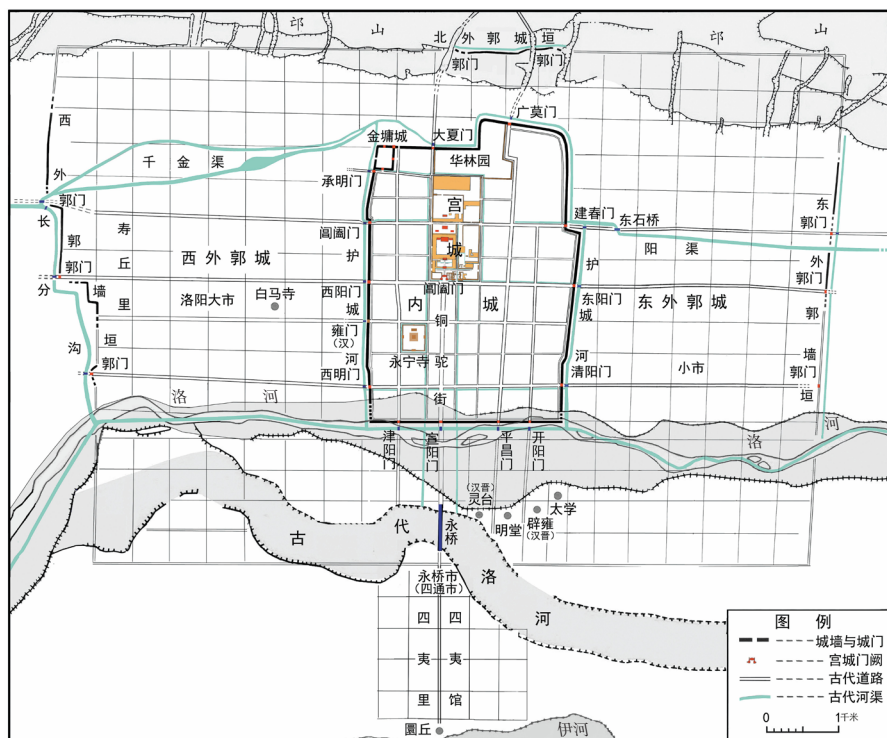 邙
山
北外郭城垣
邙
山
郭门
郭门
广莫门
西
外
郭
垣
金墉城
大夏门
千金渠
华林园
承明门
宫
城
郭门
建春门
东石桥
东
郭门
外
郭
垣
长
分
沟
寿
丘
里
阊阖门
护
城
河
阳渠
护
城
河
西外郭城
郭门
墙
阊阖门
郭门
墙
洛阳大市
白马寺
西阳门
内城
东阳门
东外郭城
铜
驼
街
雍门
(汉)
永宁寺
郭门
西明门
清阳门
小市
郭门
洛河
洛河
津阳门
宣阳门
平昌门
开阳门
(汉晋)
灵台
太学
明堂
辟雍
(汉晋)
古代洛河
永桥
永桥市
(四通市)
四夷里
四夷馆
圜丘
伊河
图例
城墙与城门
宫城门阙
古代道路
古代河渠
0
1千米